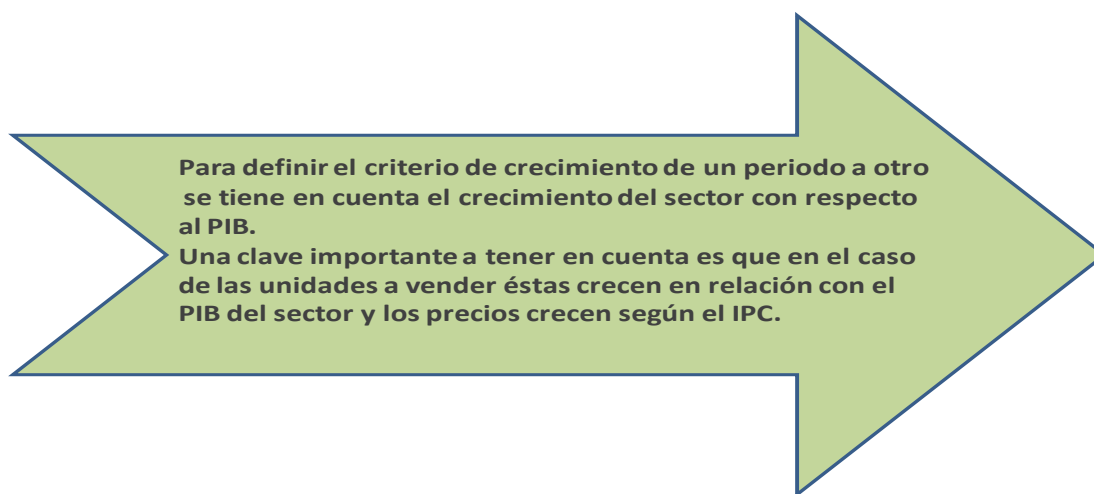 Para definir el criterio de crecimiento de un periodo a otro
se tiene en cuenta el crecimiento del sector con respecto
al PIB.
Una clave importante a tener en cuenta es que en el caso
de las unidades a vender éstas crecen en relación con el
PIB del sector y los precios crecen según el IPC.